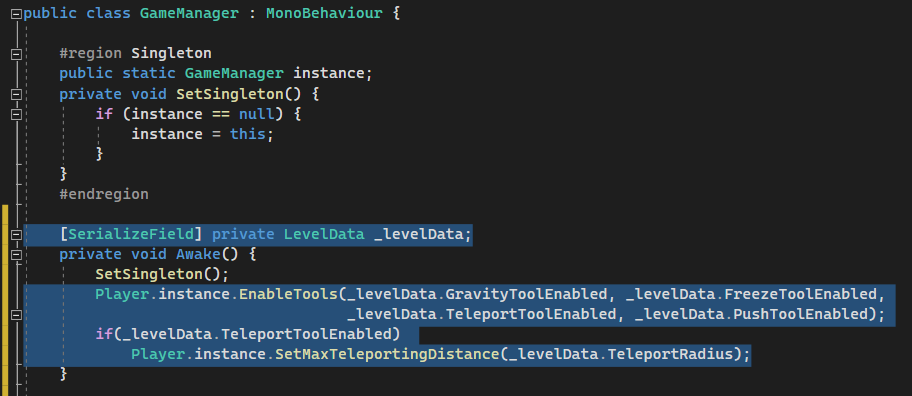 public class GameManager : MonoBehaviour {
#region Singleton
public static GameManager instance;
private void SetSingleton() {
if (instance == null) {
instance = this;
}
}
#endregion
[SerializeField] private LevelData _levelData;
private void Awake() {
SetSingleton();
Player.instance.EnableTools(_levelData.GravityToolEnabled, _levelData.FreezeToolEnabled,
_levelData.TeleportToolEnabled, _levelData.PushToolEnabled);
if(_levelData.TeleportToolEnabled)
Player.instance.SetMaxTeleportingDistance(_levelData.TeleportRadius);
}